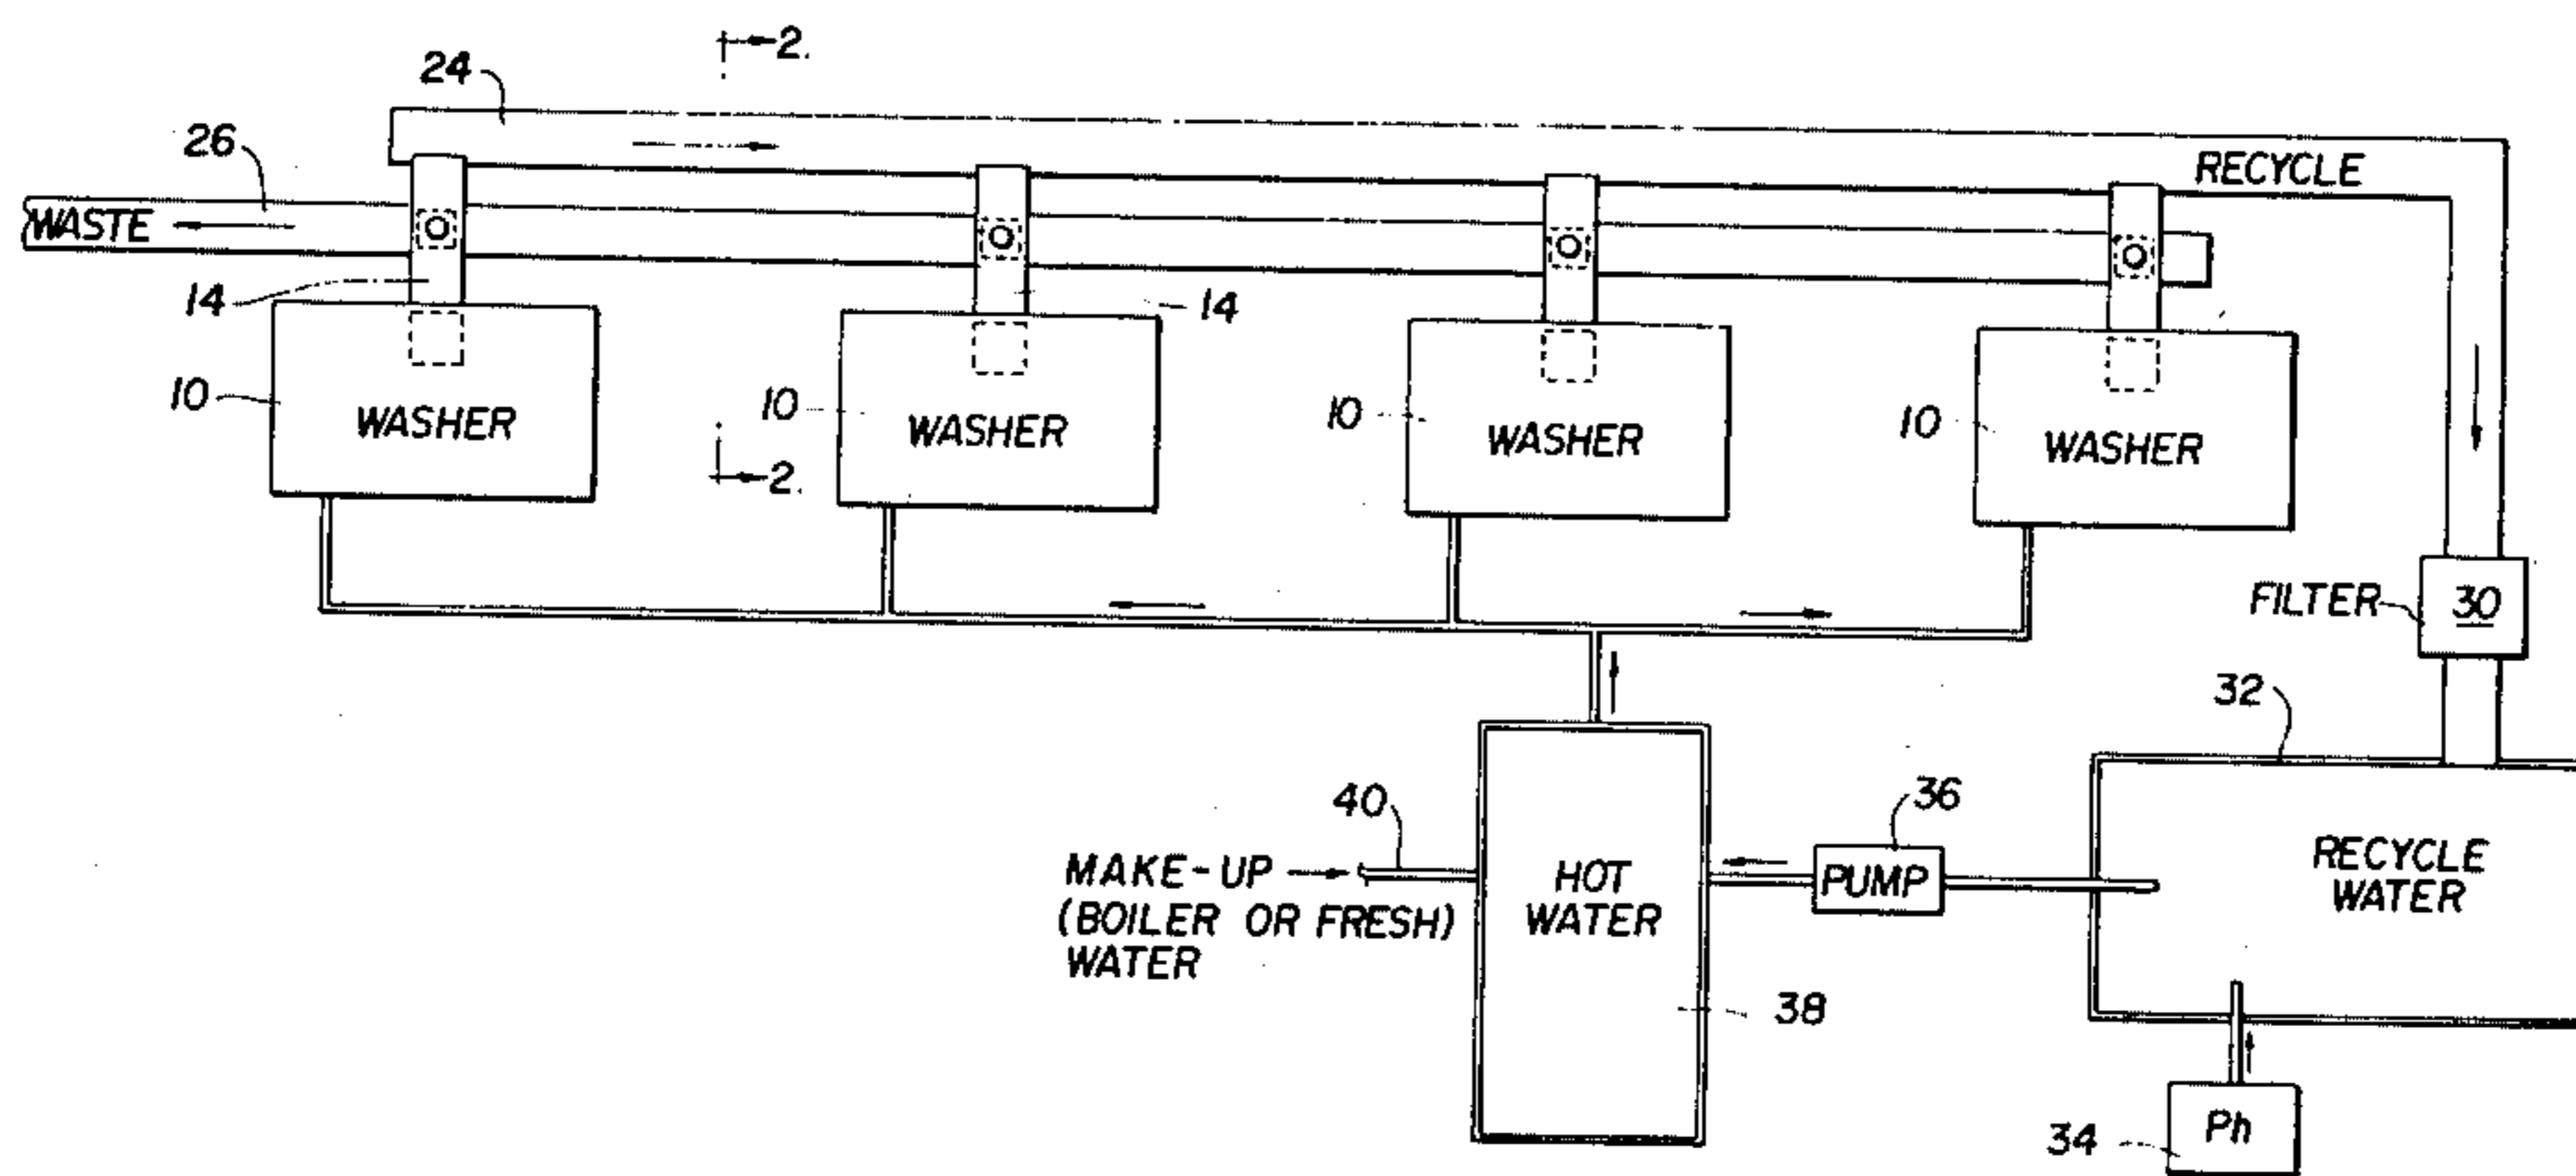 2.
24
26
RECYCLE
WASTE
14
14
10
WASHER
10
WASHER
10
WASHER
10
WASHER
2.
FILTER
30
32
40
36
MAKE-UP
(BOILER OR FRESH)
WATER
HOT
WATER
PUMP
RECYCLE
WATER
38
34
Ph